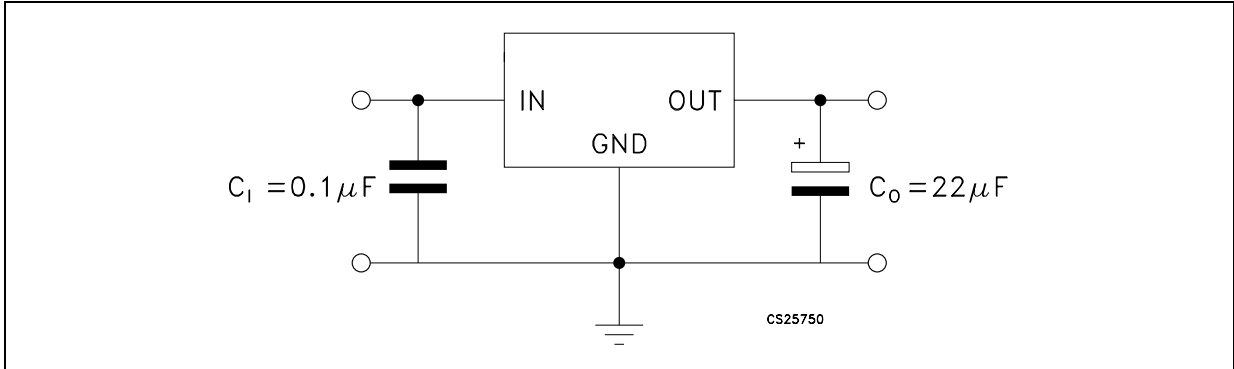 IN
OUT
GND
+
C_I =0.1μF
C_O =22μF
CS25750